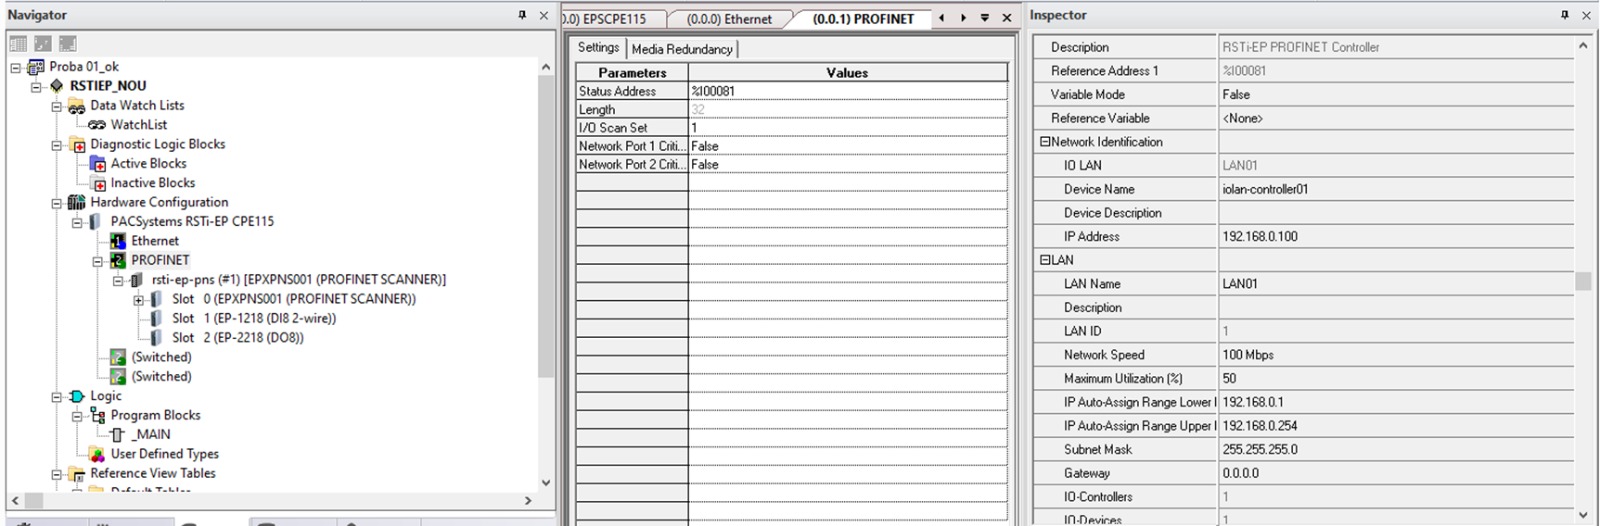 Navigator
Proba 01_ok
RSTIEP_NOU
Data Watch Lists
WatchList
Diagnostic Logic Blocks
Active Blocks
Inactive Blocks
Hardware Configuration
PACSystems RSTi-EP CPE115
Ethernet
PROFINET
rsti-ep-pns (#1) [EPXPNS001 (PROFINET SCANNER)]
Slot 0 (EPXPNS001 (PROFINET SCANNER))
Slot 1 (EP-1218 (DI8 2-wire))
Slot 2 (EP-2218 (DO8))
(Switched)
(Switched)
Logic
Program Blocks
_MAIN
User Defined Types
Reference View Tables
Default Tables
).0) EPSCPE115 (0.0.0) Ethernet (0.0.1) PROFINET
Settings Media Redundancy
Parameters Values
Status Address %I00081
Length 32
I/O Scan Set 1
Network Port 1 Criti... False
Network Port 2 Criti... False
Inspector
Description RSTi-EP PROFINET Controller
Reference Address 1 %I00081
Variable Mode False
Reference Variable <None>
Network Identification
IO LAN LAN01
Device Name iolan-controller01
Device Description
IP Address 192.168.0.100
LAN
LAN Name LAN01
Description
LAN ID 1
Network Speed 100 Mbps
Maximum Utilization (%) 50
IP Auto-Assign Range Lower l 192.168.0.1
IP Auto-Assign Range Upper l 192.168.0.254
Subnet Mask 255.255.255.0
Gateway 0.0.0.0
IO-Controllers 1
IO-Devices 1